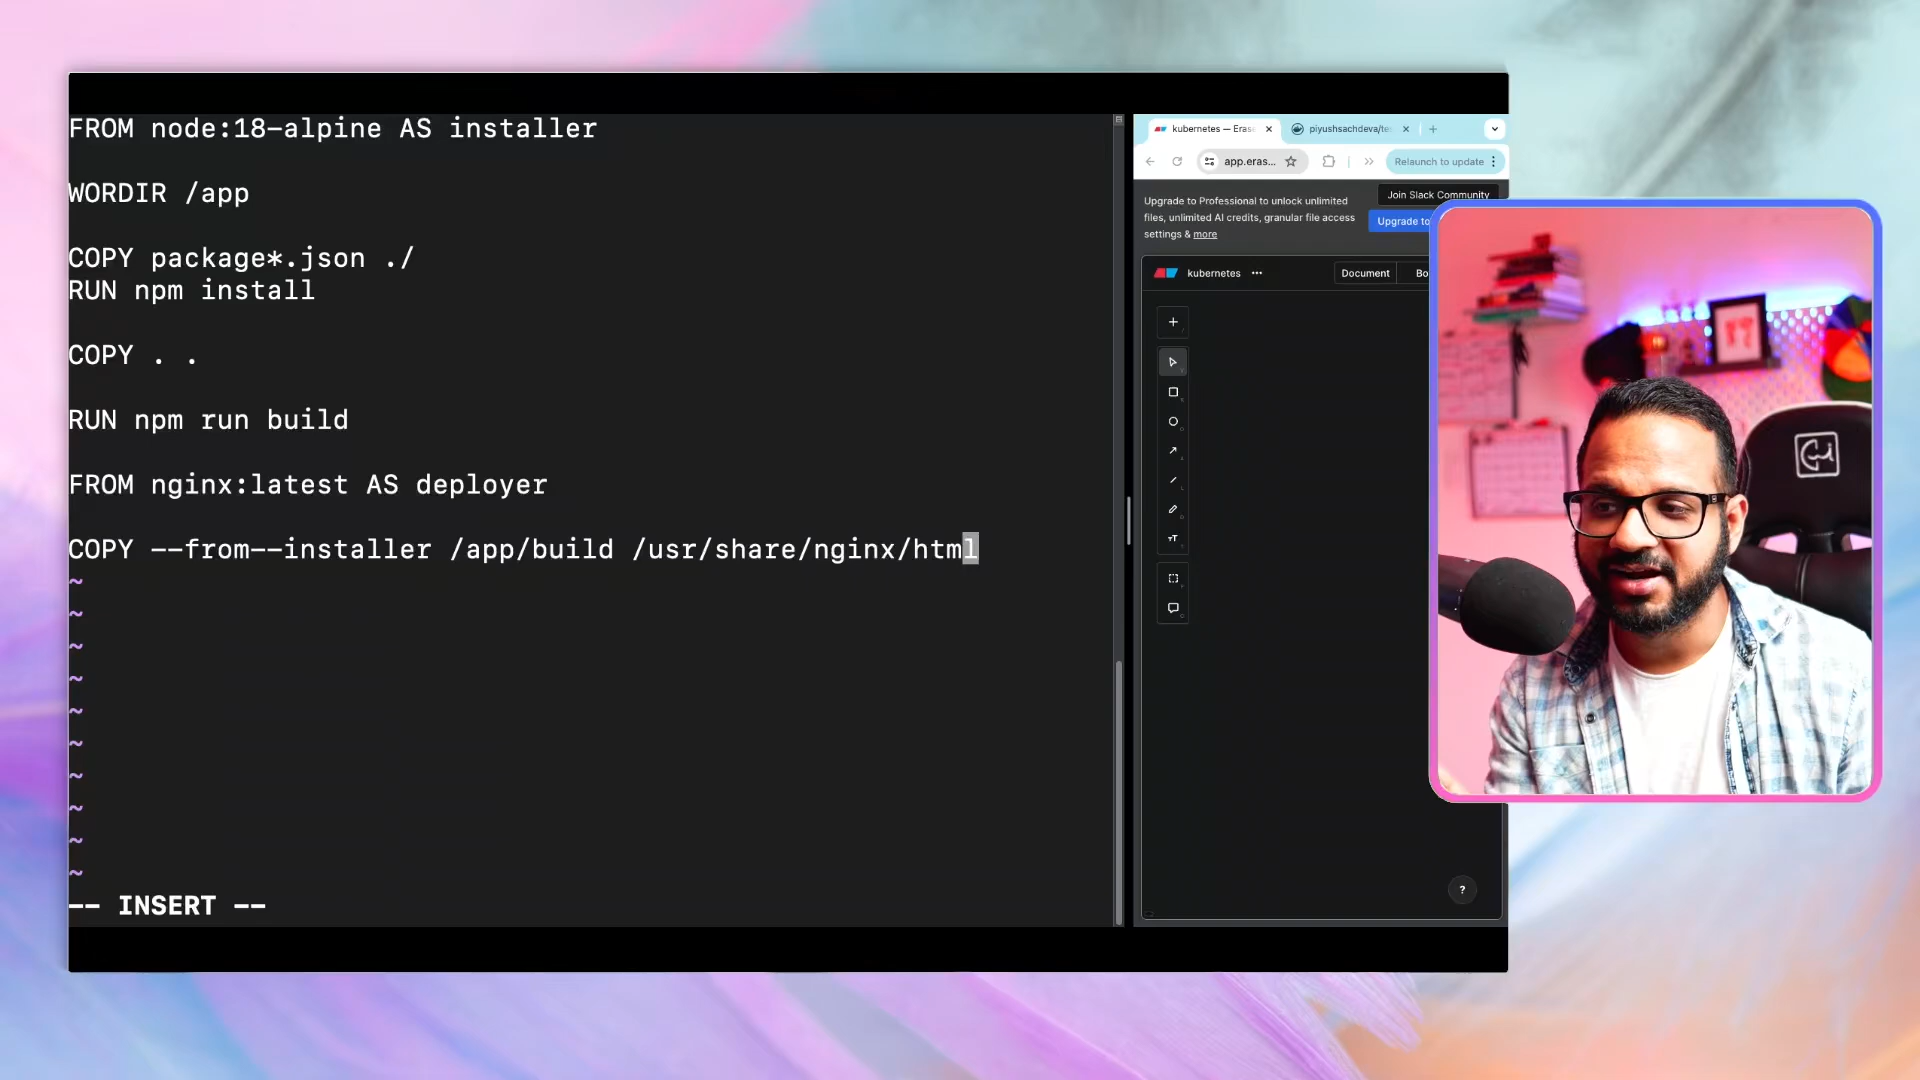 FROM node:18-alpine AS installer
WORDIR /app
COPY package*.json ./
RUN npm install
COPY . .
RUN npm run build
FROM nginx:latest AS deployer
COPY --from--installer /app/build /usr/share/nginx/html
~
~
~
~
~
~
~
~
~
~
-- INSERT --
kubernetes — Eras
piyushsachdeva/te
app.eras...
Relaunch to update
Join Slack Community
Upgrade to Professional to unlock unlimited
files, unlimited AI credits, granular file access
settings & more
Upgrade to
kubernetes
Document
Bo
?